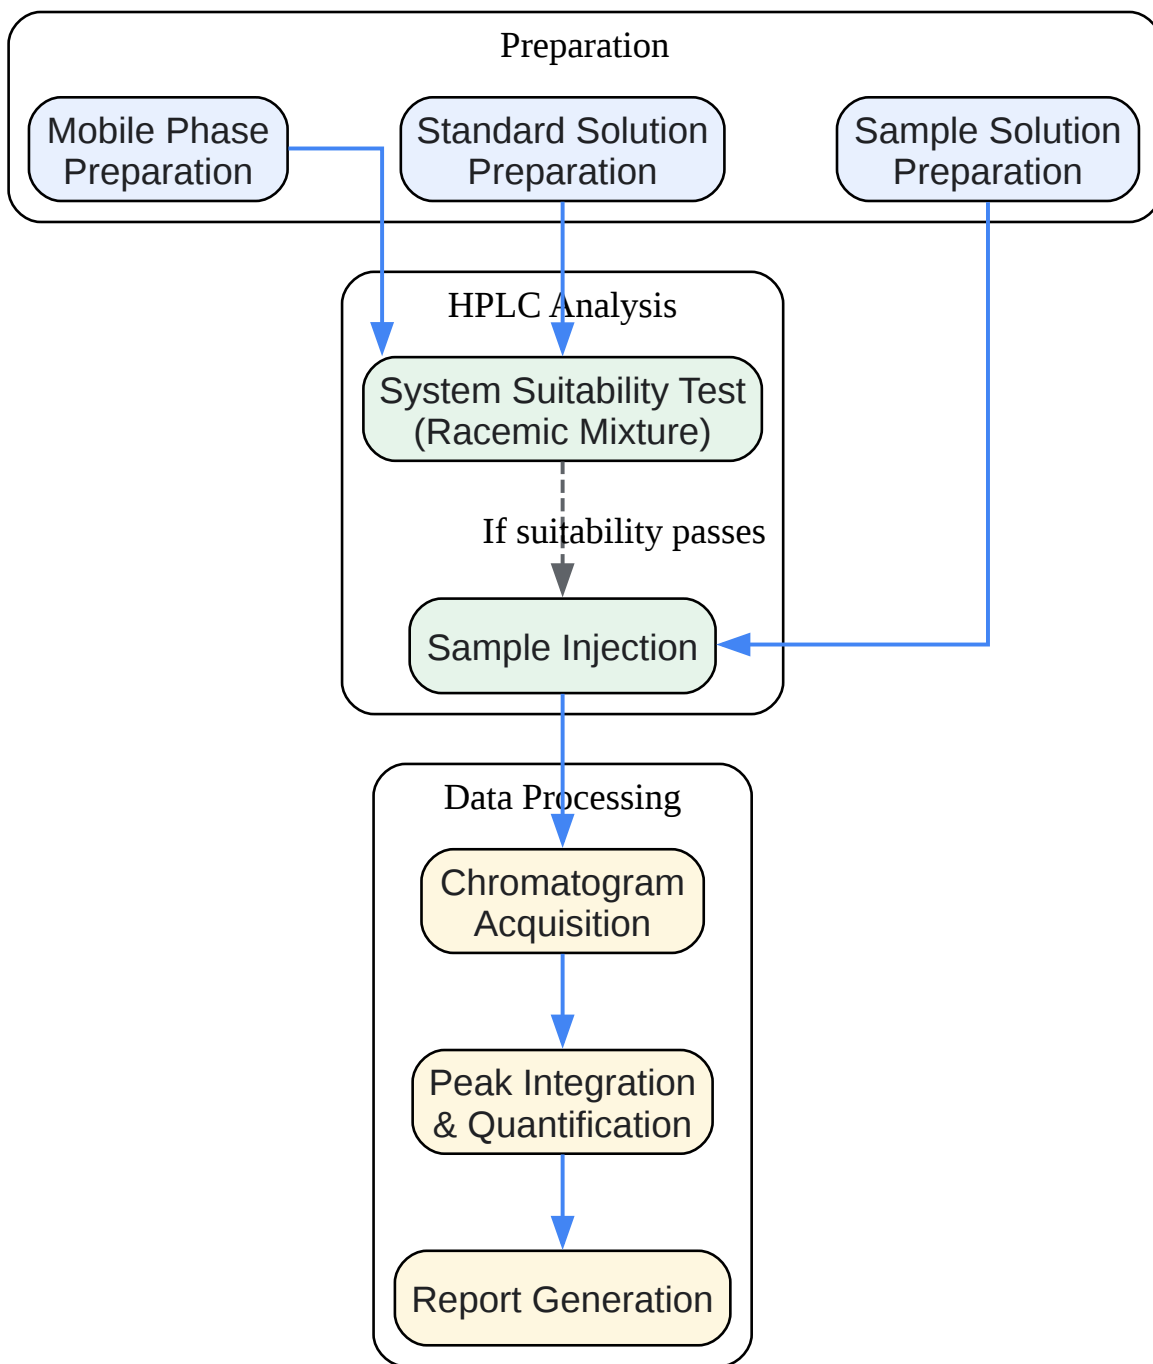 Preparation
Mobile Phase
Preparation
Standard Solution
Preparation
Sample Solution
Preparation
HPLC Analysis
System Suitability Test
(Racemic Mixture)
If suitability passes
Sample Injection
Data Processing
Chromatogram
Acquisition
Peak Integration
& Quantification
Report Generation